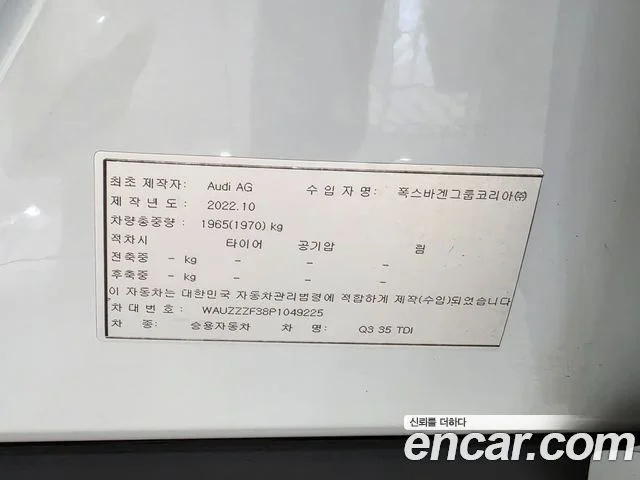 최초 제작자: Audi AG 수 입 자 명: 폭스바겐그룹코리아㈜
제 작 년 도 : 2022.10
차량총중량 : 1965(1970) kg
적차시 타이어 공기압 림
전축중 - kg - - -
후축중 - kg - - -
이 자동차는 대한민국 자동차관리법령에 적합하게 제작(수입)되였습니다
차 대 번 호 : WAUZZZF38P1049225
차 종: 승용자동차 차 명: Q3 35 TDI
신뢰를 더하다
encar.com